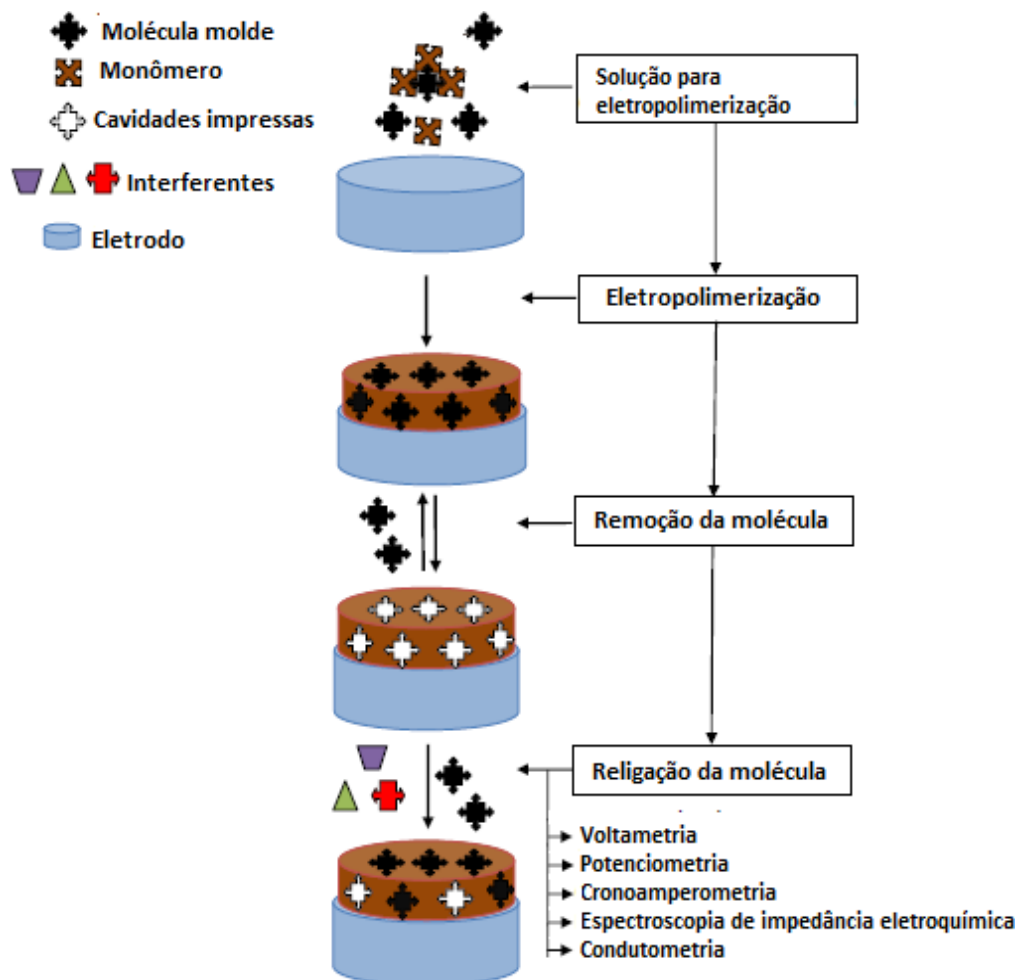 Molécula molde
Monômero
Cavidades impressas
Interferentes
Eletrodo
Solução para
eletropolimerização
Eletropolimerização
Remoção da molécula
Religação da molécula
Voltametria
Potenciometria
Cronoamperometria
Espectroscopia de impedância eletroquímica
Condutometria